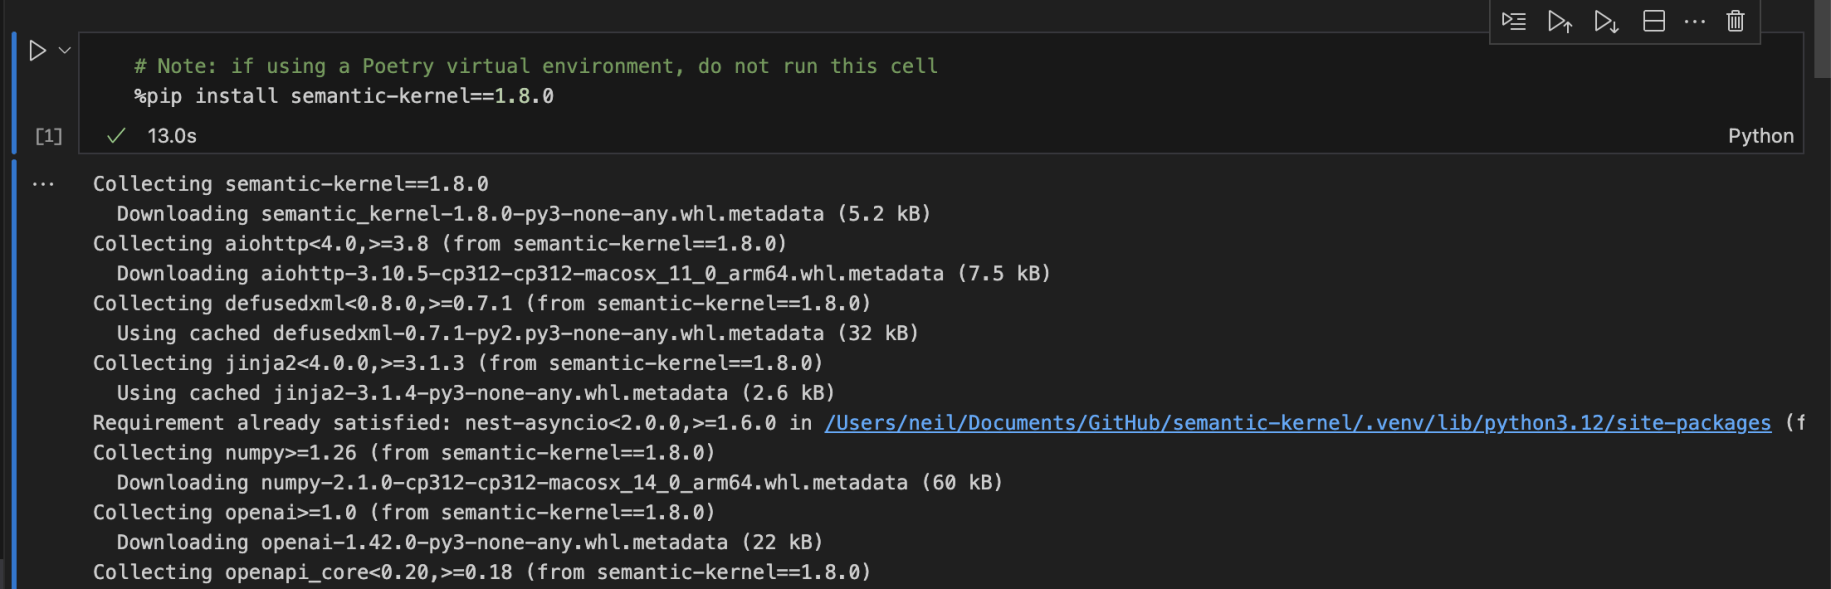 # Note: if using a Poetry virtual environment, do not run this cell
%pip install semantic-kernel==1.8.0
[1]
13.0s
Python
...
Collecting semantic-kernel==1.8.0
Downloading semantic_kernel-1.8.0-py3-none-any.whl.metadata (5.2 kB)
Collecting aiohttp<4.0,>=3.8 (from semantic-kernel==1.8.0)
Downloading aiohttp-3.10.5-cp312-cp312-macosx_11_0_arm64.whl.metadata (7.5 kB)
Collecting defusedxml<0.8.0,>=0.7.1 (from semantic-kernel==1.8.0)
Using cached defusedxml-0.7.1-py2.py3-none-any.whl.metadata (32 kB)
Collecting jinja2<4.0.0,>=3.1.3 (from semantic-kernel==1.8.0)
Using cached jinja2-3.1.4-py3-none-any.whl.metadata (2.6 kB)
Requirement already satisfied: nest-asyncio<2.0.0,>=1.6.0 in /Users/neil/Documents/GitHub/semantic-kernel/.venv/lib/python3.12/site-packages (f
Collecting numpy>=1.26 (from semantic-kernel==1.8.0)
Downloading numpy-2.1.0-cp312-cp312-macosx_14_0_arm64.whl.metadata (60 kB)
Collecting openai>=1.0 (from semantic-kernel==1.8.0)
Downloading openai-1.42.0-py3-none-any.whl.metadata (22 kB)
Collecting openapi_core<0.20,>=0.18 (from semantic-kernel==1.8.0)